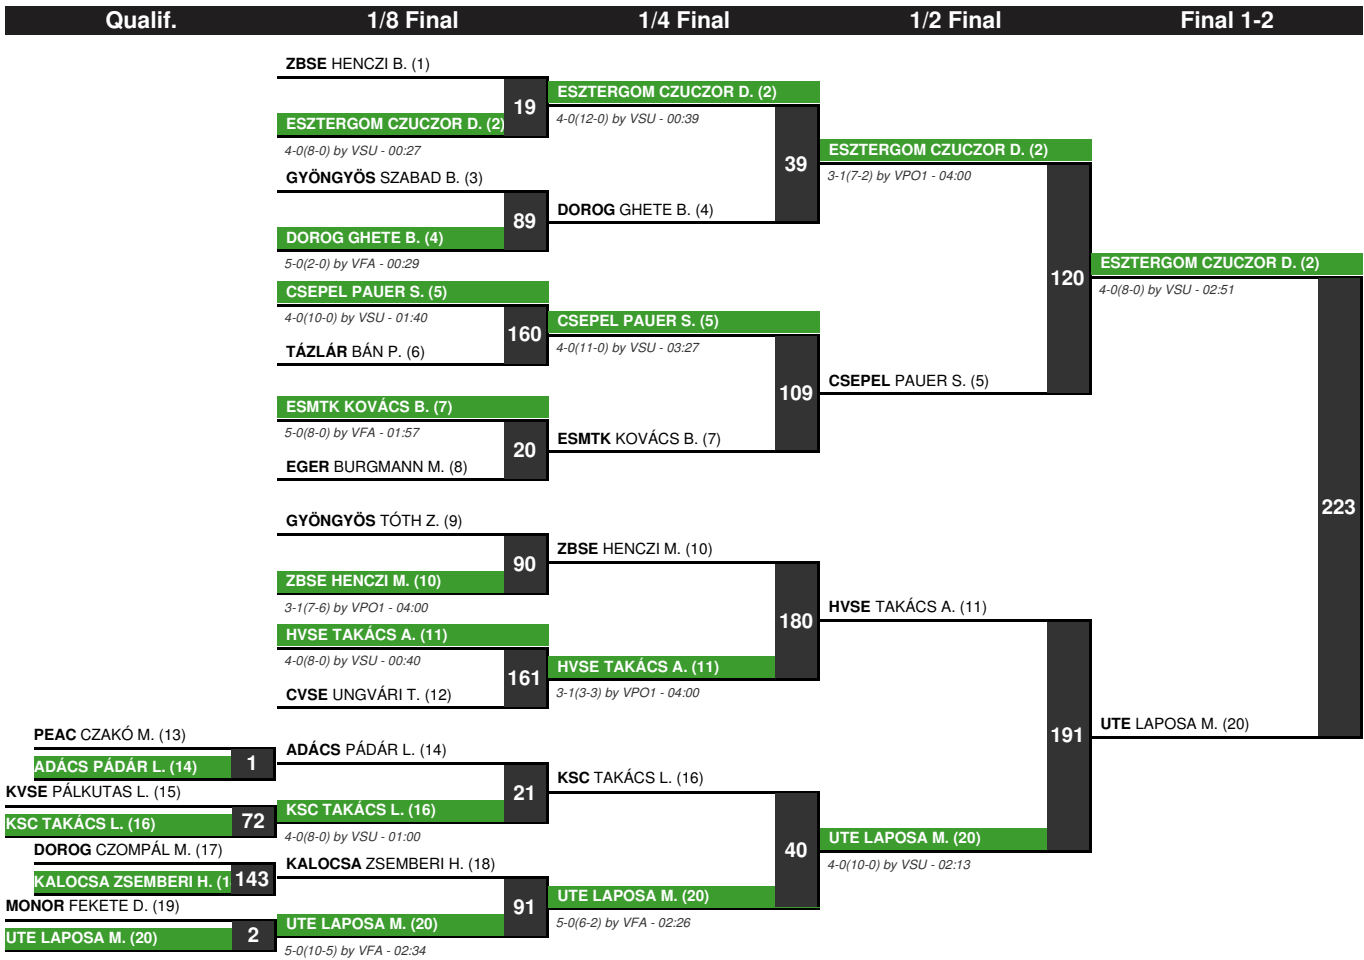 Qualif. 1/8 Final 1/4 Final 1/2 Final Final 1-2
ZBSE HENCZI B. (1)
19
ESZTERGOM CZUCZOR D. (2)
4-0(8-0) by VSU - 00:27
GYÖNGYÖS SZABAD B. (3)
89
DOROG GHETE B. (4)
5-0(2-0) by VFA - 00:29
CSEPEL PAUER S. (5)
4-0(10-0) by VSU - 01:40
160
TÁZLÁR BÁN P. (6)
ESMTK KOVÁCS B. (7)
5-0(8-0) by VFA - 01:57
20
EGER BURGMANN M. (8)
GYÖNGYÖS TÓTH Z. (9)
90
ZBSE HENCZI M. (10)
3-1(7-6) by VPO1 - 04:00
HVSE TAKÁCS A. (11)
4-0(8-0) by VSU - 00:40
161
CVSE UNGVÁRI T. (12)
PEAC CZAKÓ M. (13)
ADÁCS PÁDÁR L. (14)
1
KVSE PÁLKUTAS L. (15)
KSC TAKÁCS L. (16)
72
DOROG CZOMPÁL M. (17)
KALOCSA ZSEMBERI H. (1
143
MONOR FEKETE D. (19)
UTE LAPOSA M. (20)
2
ADÁCS PÁDÁR L. (14)
21
KSC TAKÁCS L. (16)
4-0(8-0) by VSU - 01:00
KALOCSA ZSEMBERI H. (18)
91
UTE LAPOSA M. (20)
5-0(10-5) by VFA - 02:34
ESZTERGOM CZUCZOR D. (2)
4-0(12-0) by VSU - 00:39
39
DOROG GHETE B. (4)
CSEPEL PAUER S. (5)
4-0(11-0) by VSU - 03:27
109
ESMTK KOVÁCS B. (7)
ZBSE HENCZI M. (10)
180
HVSE TAKÁCS A. (11)
3-1(3-3) by VPO1 - 04:00
KSC TAKÁCS L. (16)
40
UTE LAPOSA M. (20)
5-0(6-2) by VFA - 02:26
ESZTERGOM CZUCZOR D. (2)
3-1(7-2) by VPO1 - 04:00
120
CSEPEL PAUER S. (5)
HVSE TAKÁCS A. (11)
191
UTE LAPOSA M. (20)
4-0(10-0) by VSU - 02:13
ESZTERGOM CZUCZOR D. (2)
4-0(8-0) by VSU - 02:51
223
UTE LAPOSA M. (20)